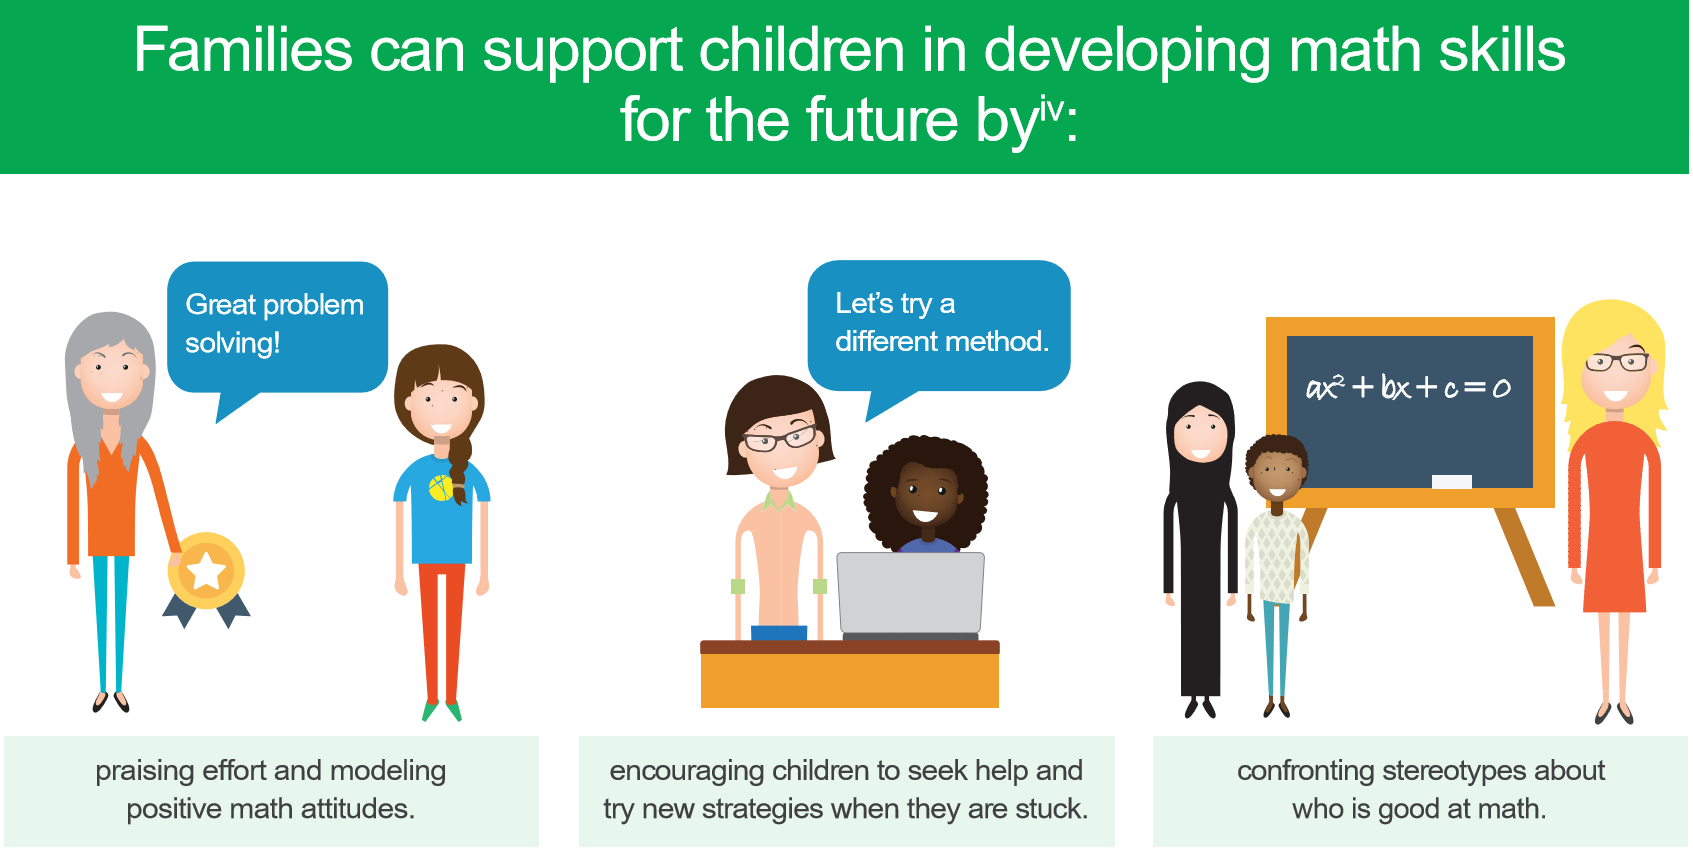 Families can support children in developing math skills
for the future byiv:
Great problem
solving!
Let's try a
different method.
ax² + bx + c = 0
praising effort and modeling
positive math attitudes.
encouraging children to seek help and
try new strategies when they are stuck.
confronting stereotypes about
who is good at math.